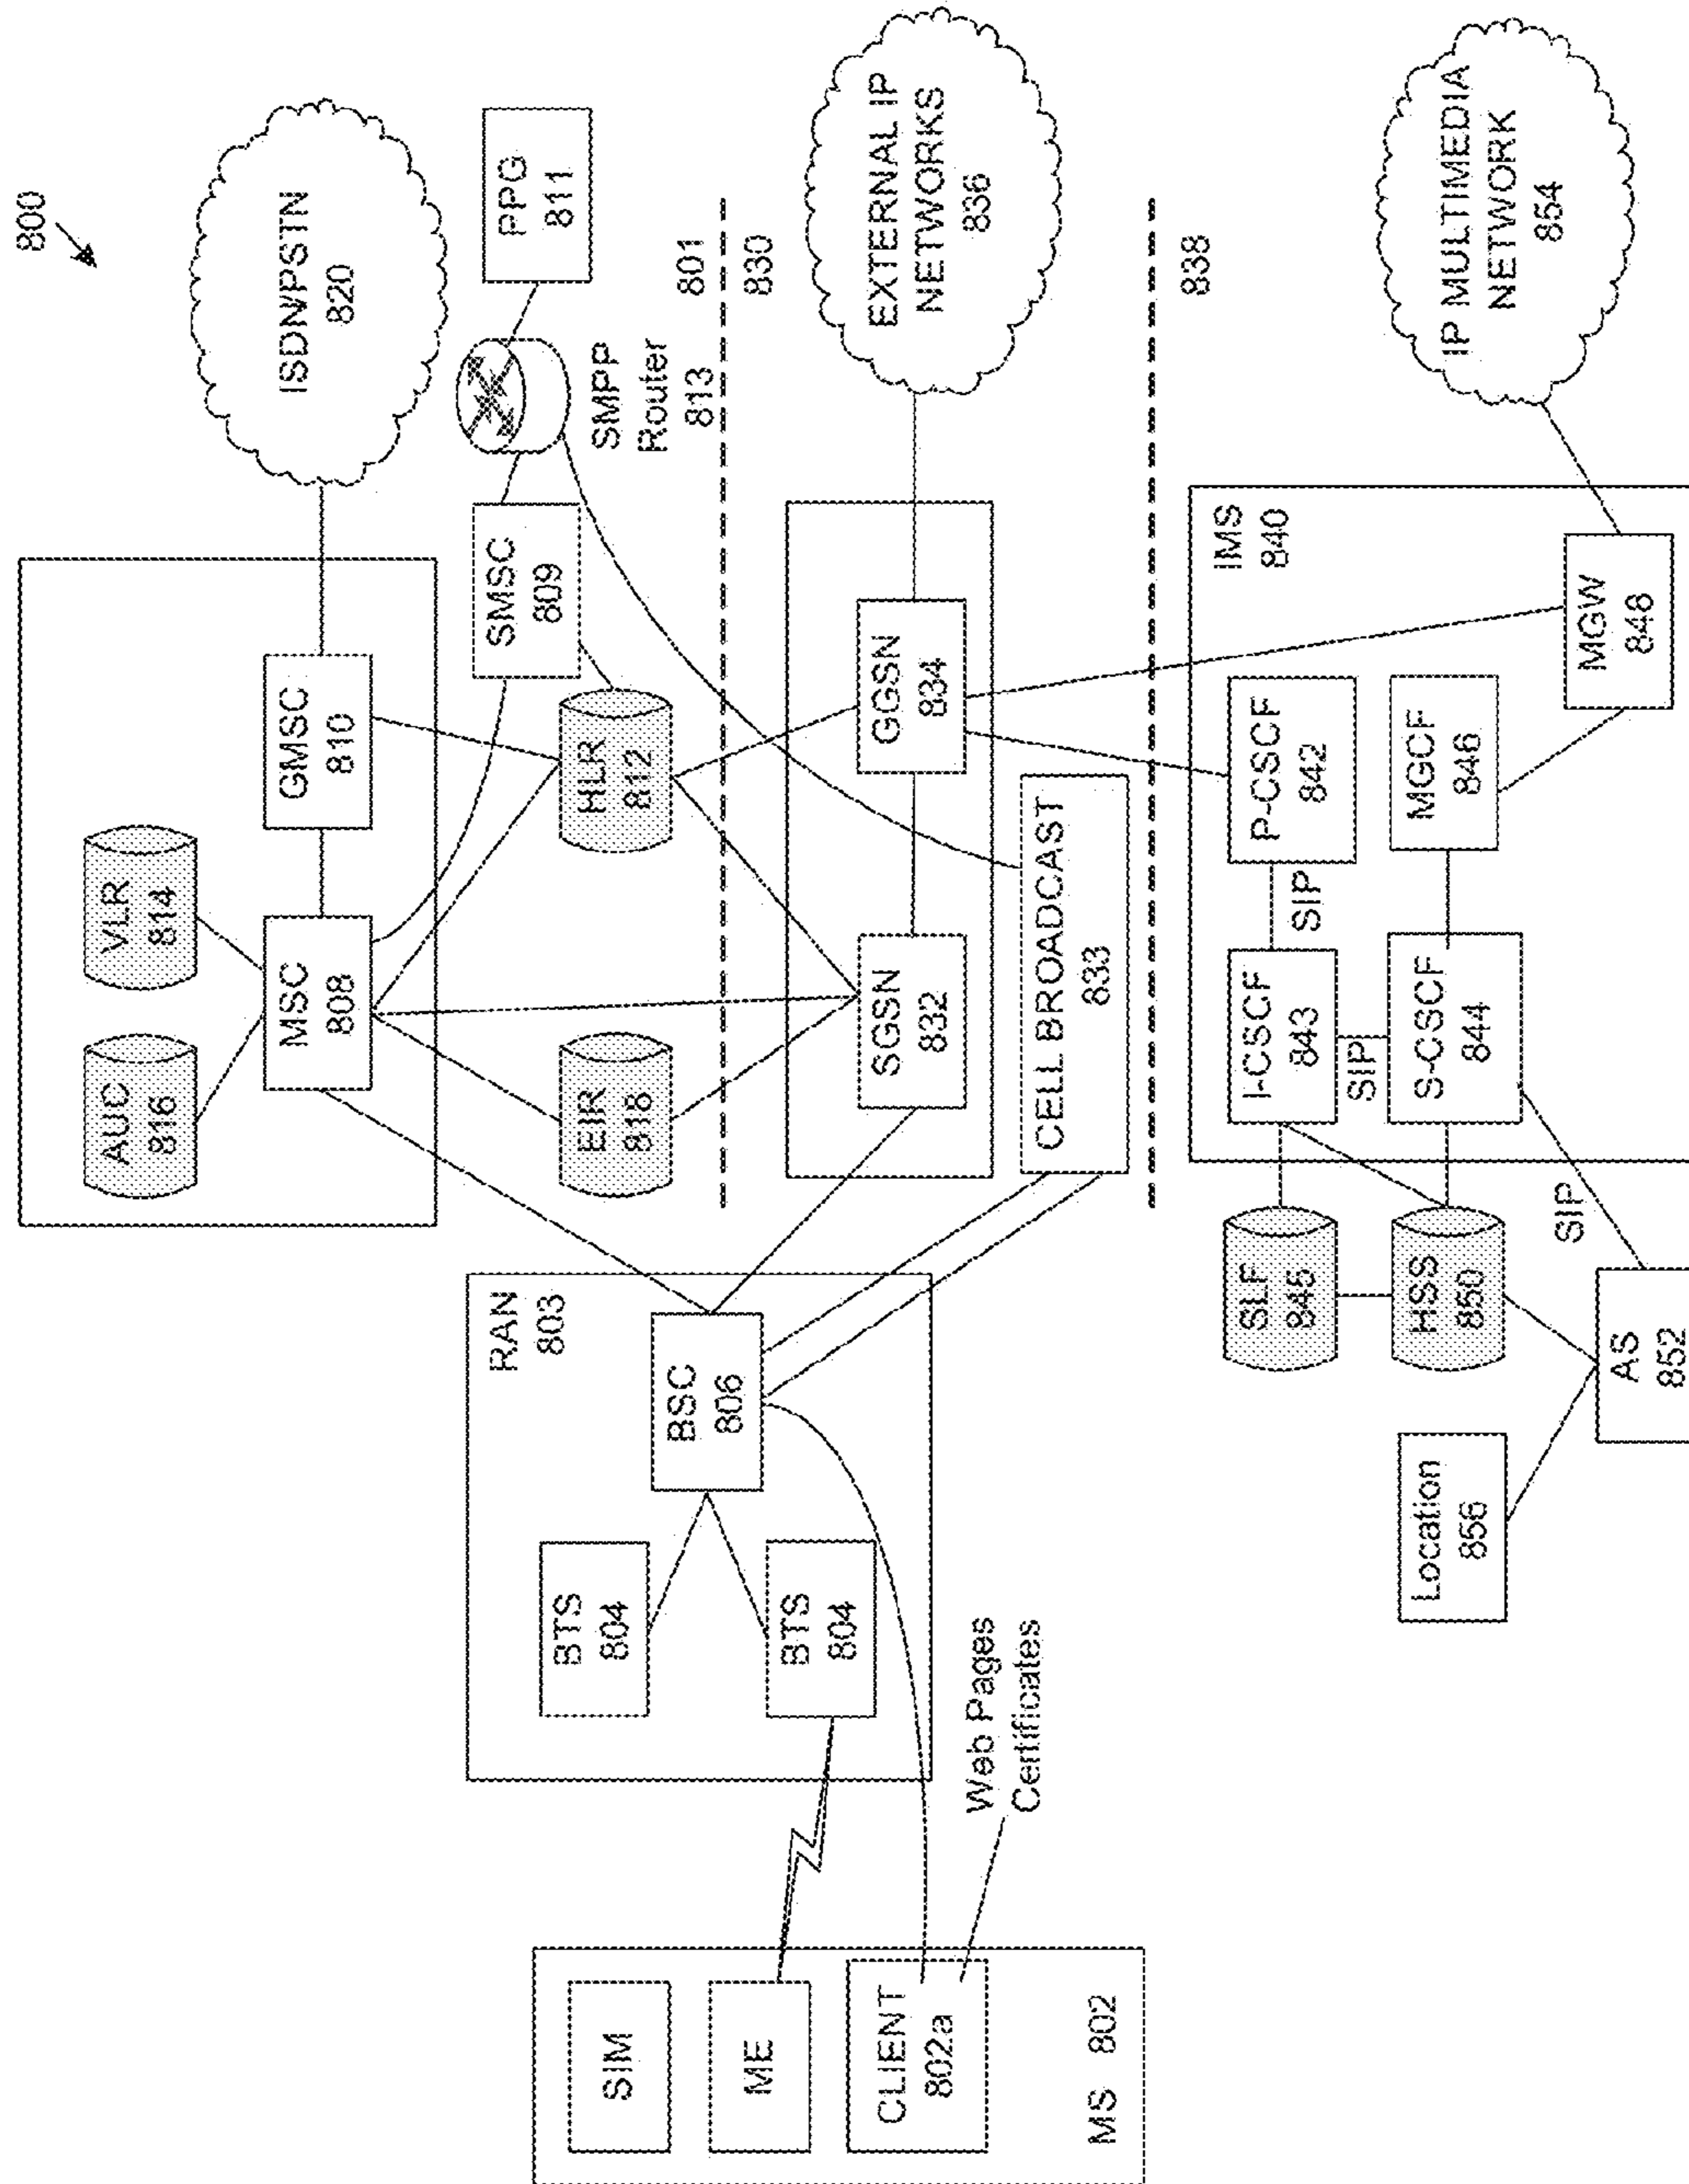 800
ISDN/PSTN
820
PPG
811
SMPP
Router
813
801
830
EXTERNAL IP
NETWORKS
836
838
IP MULTIMEDIA
NETWORK
854
VLR
814
AUC
816
GMSC
810
MSC
808
SMSC
809
HLR
812
EIR
818
GGSN
834
SGSN
832
CELL BROADCAST
833
IMS
840
P-CSCF
842
SIP
I-CSCF
843
SIP
MGCF
846
S-CSCF
844
MGW
848
SIP
RAN
803
BSC
806
BTS
804
BTS
804
SLF
845
HSS
850
AS
852
Location
856
SIM
ME
CLIENT
802a
MS 802
Web Pages
Certificates